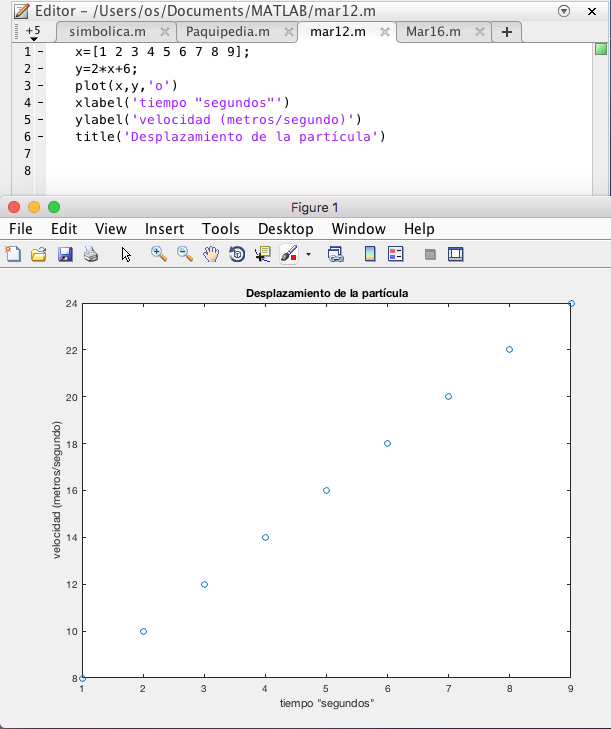 Editor – /Users/os/Documents/MATLAB/mar12.m
+5 simbolica.m Paquipedia.m mar12.m Mar16.m
1 – x=[1 2 3 4 5 6 7 8 9];
2 – y=2*x+6;
3 – plot(x,y,'o')
4 – xlabel('tiempo "segundos"')
5 – ylabel('velocidad (metros/segundo)')
6 – title('Desplazamiento de la partícula')
7
8
Figure 1
File Edit View Insert Tools Desktop Window Help
Desplazamiento de la partícula
24
22
20
18
16
14
12
10
8
velocidad (metros/segundo)
1 2 3 4 5 6 7 8 9
tiempo "segundos"